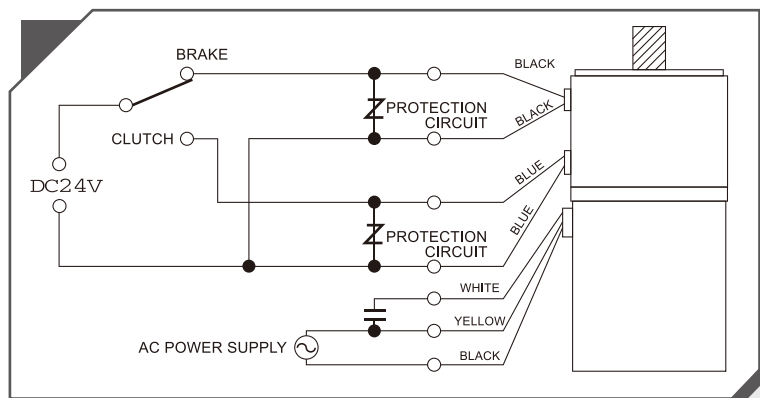 BRAKE
BLACK
PROTECTION
CIRCUIT
BLACK
CLUTCH
BLUE
DC24V
BLUE
PROTECTION
CIRCUIT
WHITE
YELLOW
AC POWER SUPPLY
BLACK